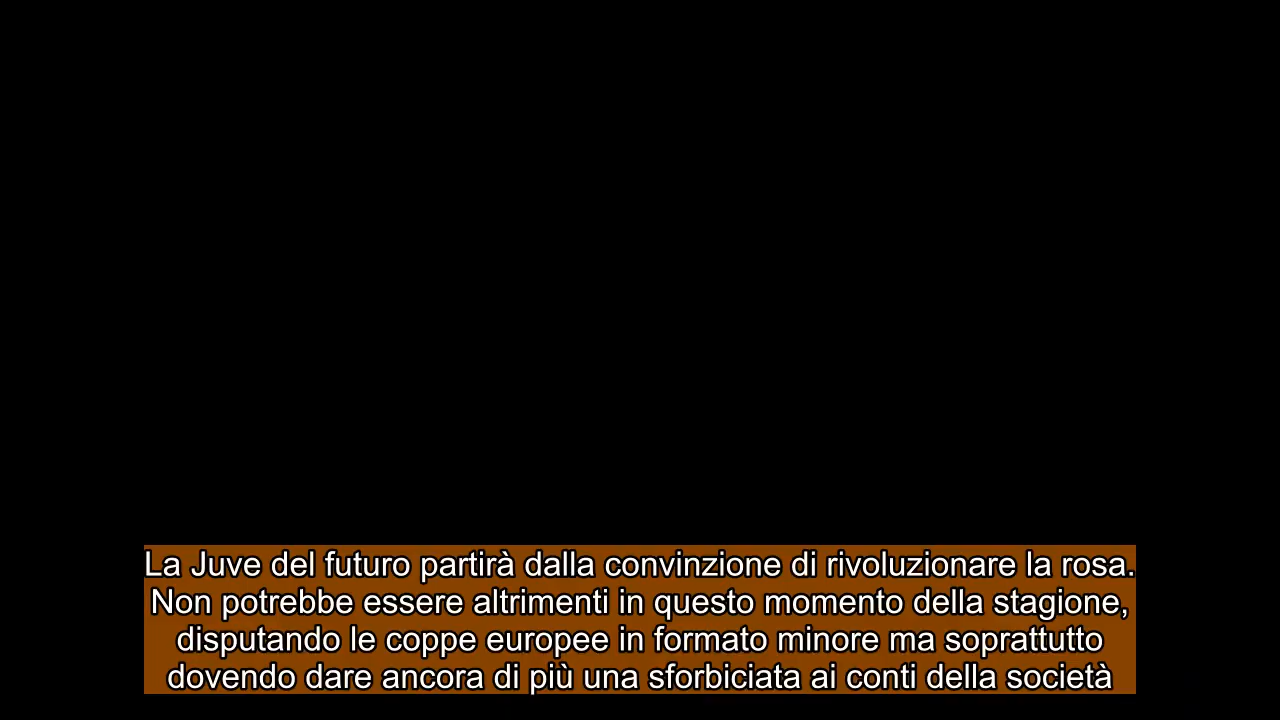 La Juve del futuro partirà dalla convinzione di rivoluzionare la rosa.
Non potrebbe essere altrimenti in questo momento della stagione,
disputando le coppe europee in formato minore ma soprattutto
dovendo dare ancora di più una sforbiciata ai conti della società